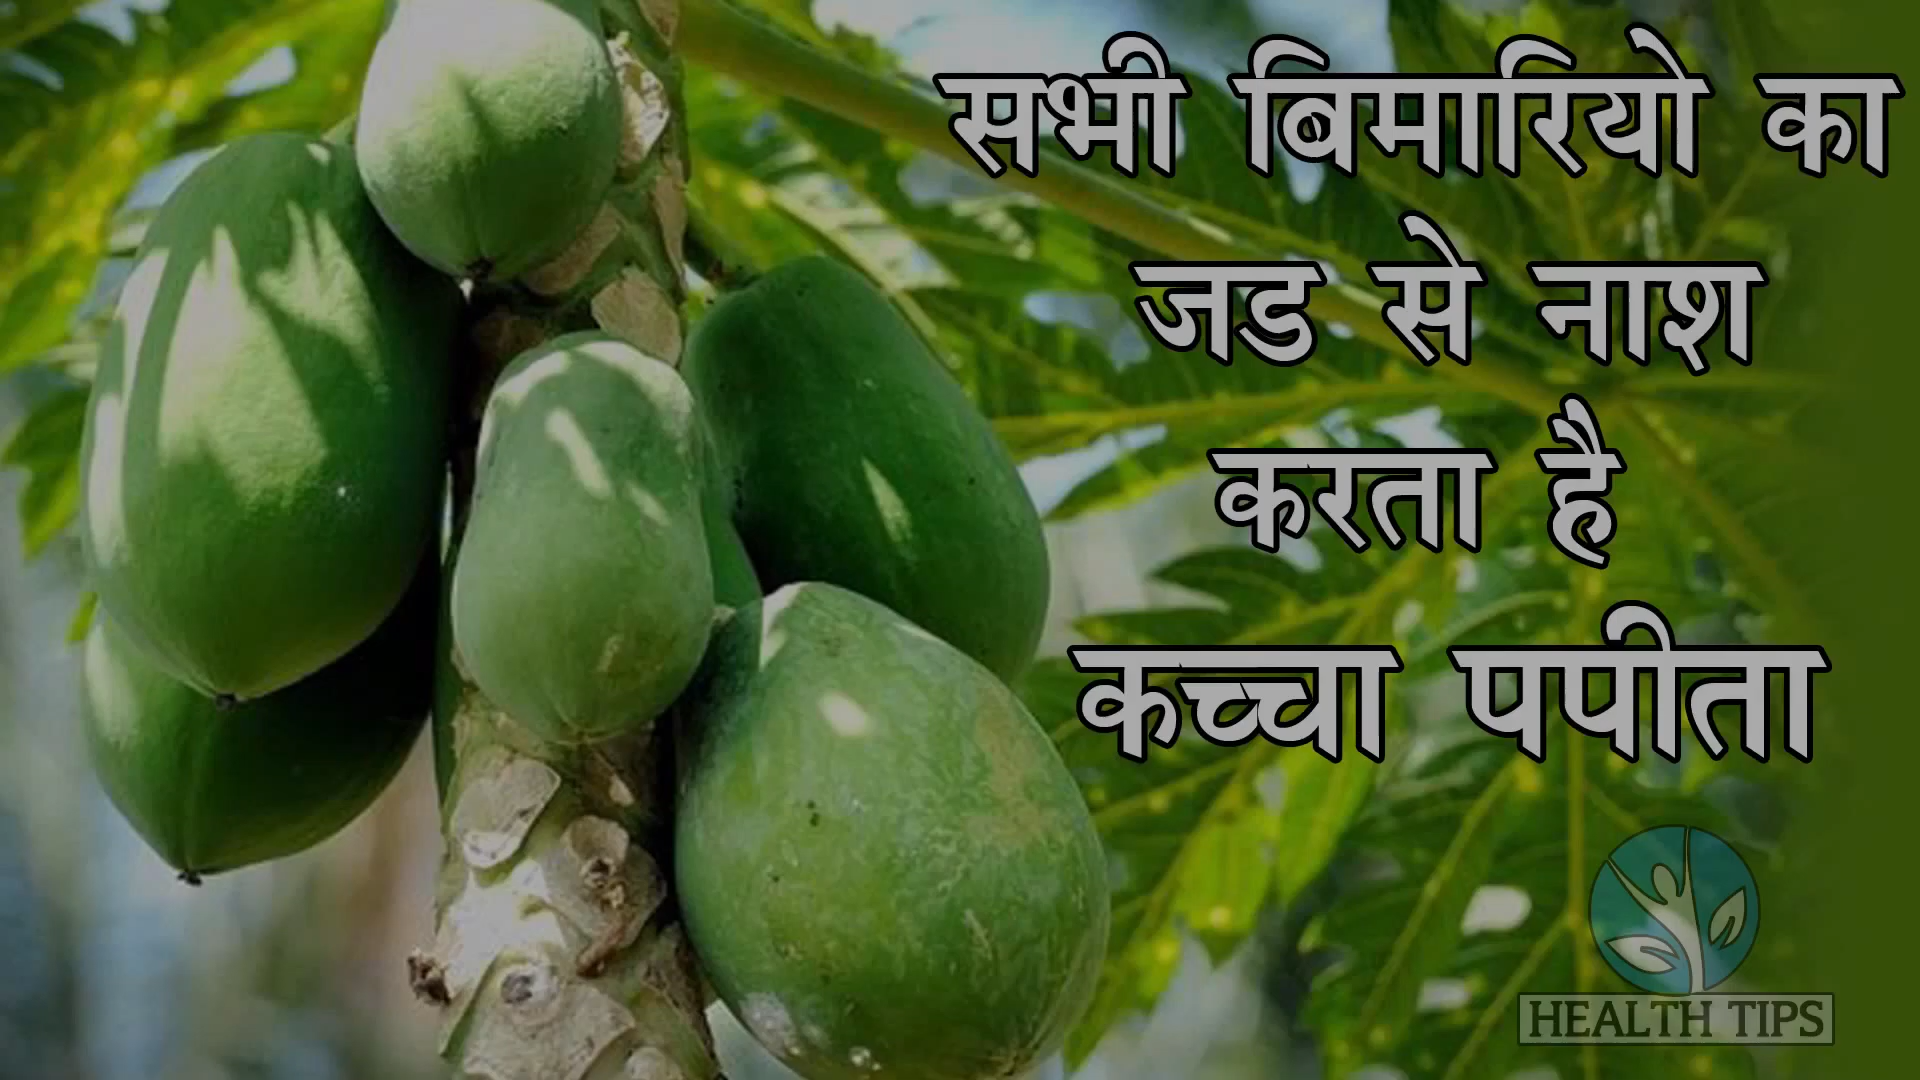 सभी बिमारियो का
जड से नाश
करता है
कच्चा पपीता
HEALTH TIPS